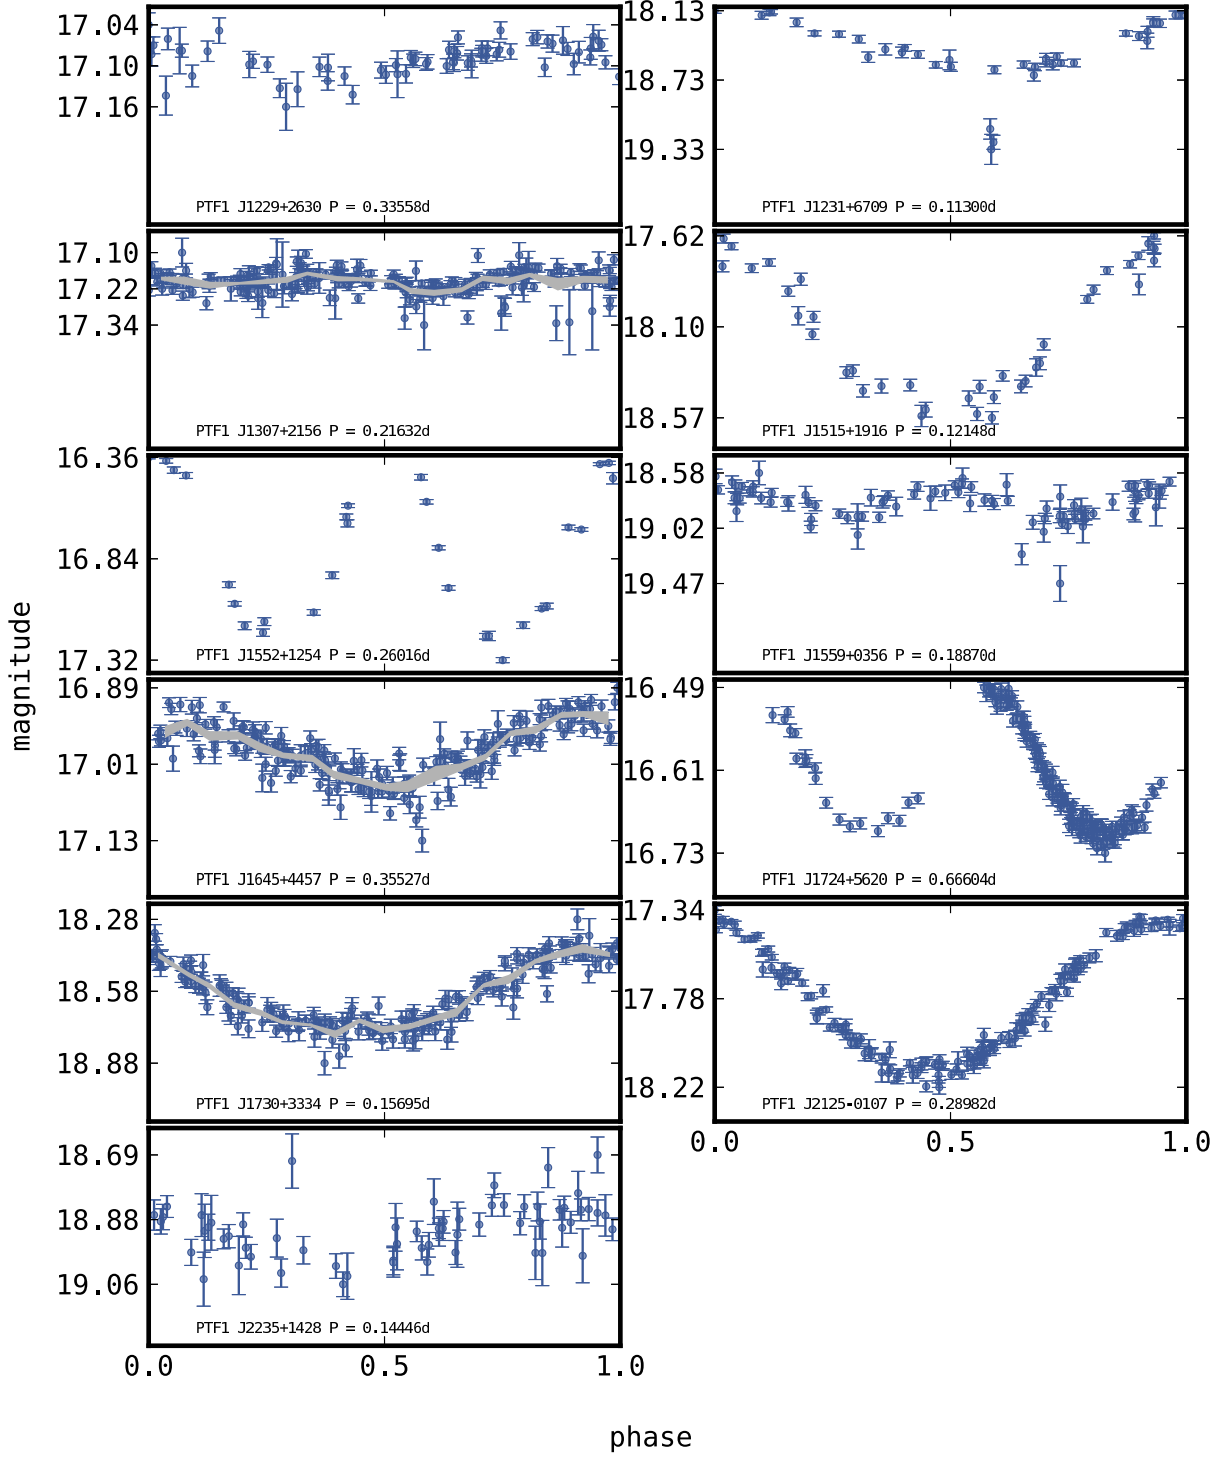 17.04
17.10
17.16
PTF1 J1229+2630 P = 0.33558d
18.13
18.73
19.33
PTF1 J1231+6709 P = 0.11300d
17.10
17.22
17.34
PTF1 J1307+2156 P = 0.21632d
17.62
18.10
18.57
PTF1 J1515+1916 P = 0.12148d
16.36
16.84
17.32
PTF1 J1552+1254 P = 0.26016d
18.58
19.02
19.47
PTF1 J1559+0356 P = 0.18870d
magnitude
16.89
17.01
17.13
PTF1 J1645+4457 P = 0.35527d
16.49
16.61
16.73
PTF1 J1724+5620 P = 0.66604d
18.28
18.58
18.88
PTF1 J1730+3334 P = 0.15695d
17.34
17.78
18.22
PTF1 J2125-0107 P = 0.28982d
0.0 0.5 1.0
18.69
18.88
19.06
PTF1 J2235+1428 P = 0.14446d
0.0 0.5 1.0
phase